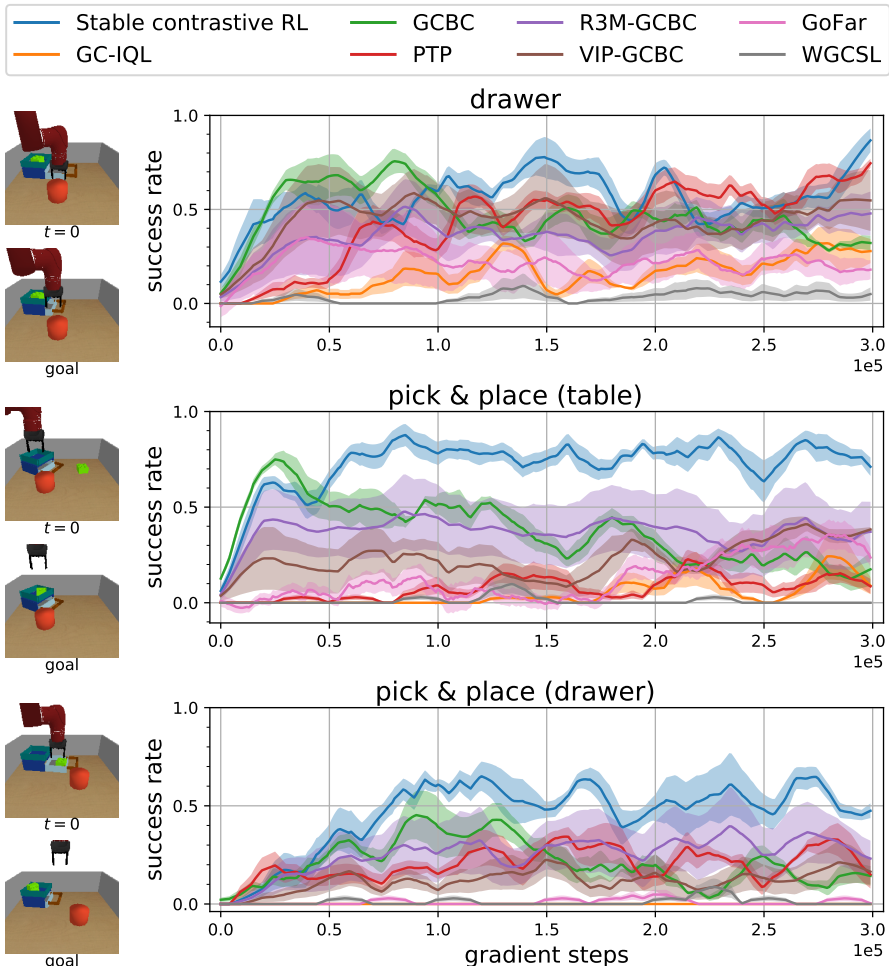 Stable contrastive RL GCBC R3M-GCBC GoFar
GC-IQL PTP VIP-GCBC WGCSL
drawer
1.0
0.5
0.0
success rate
0.0 0.5 1.0 1.5 2.0 2.5 3.0
1e5
t = 0
goal
pick & place (table)
1.0
0.5
0.0
success rate
0.0 0.5 1.0 1.5 2.0 2.5 3.0
1e5
t = 0
goal
pick & place (drawer)
1.0
0.5
0.0
success rate
0.0 0.5 1.0 1.5 2.0 2.5 3.0
1e5
gradient steps
t = 0
goal